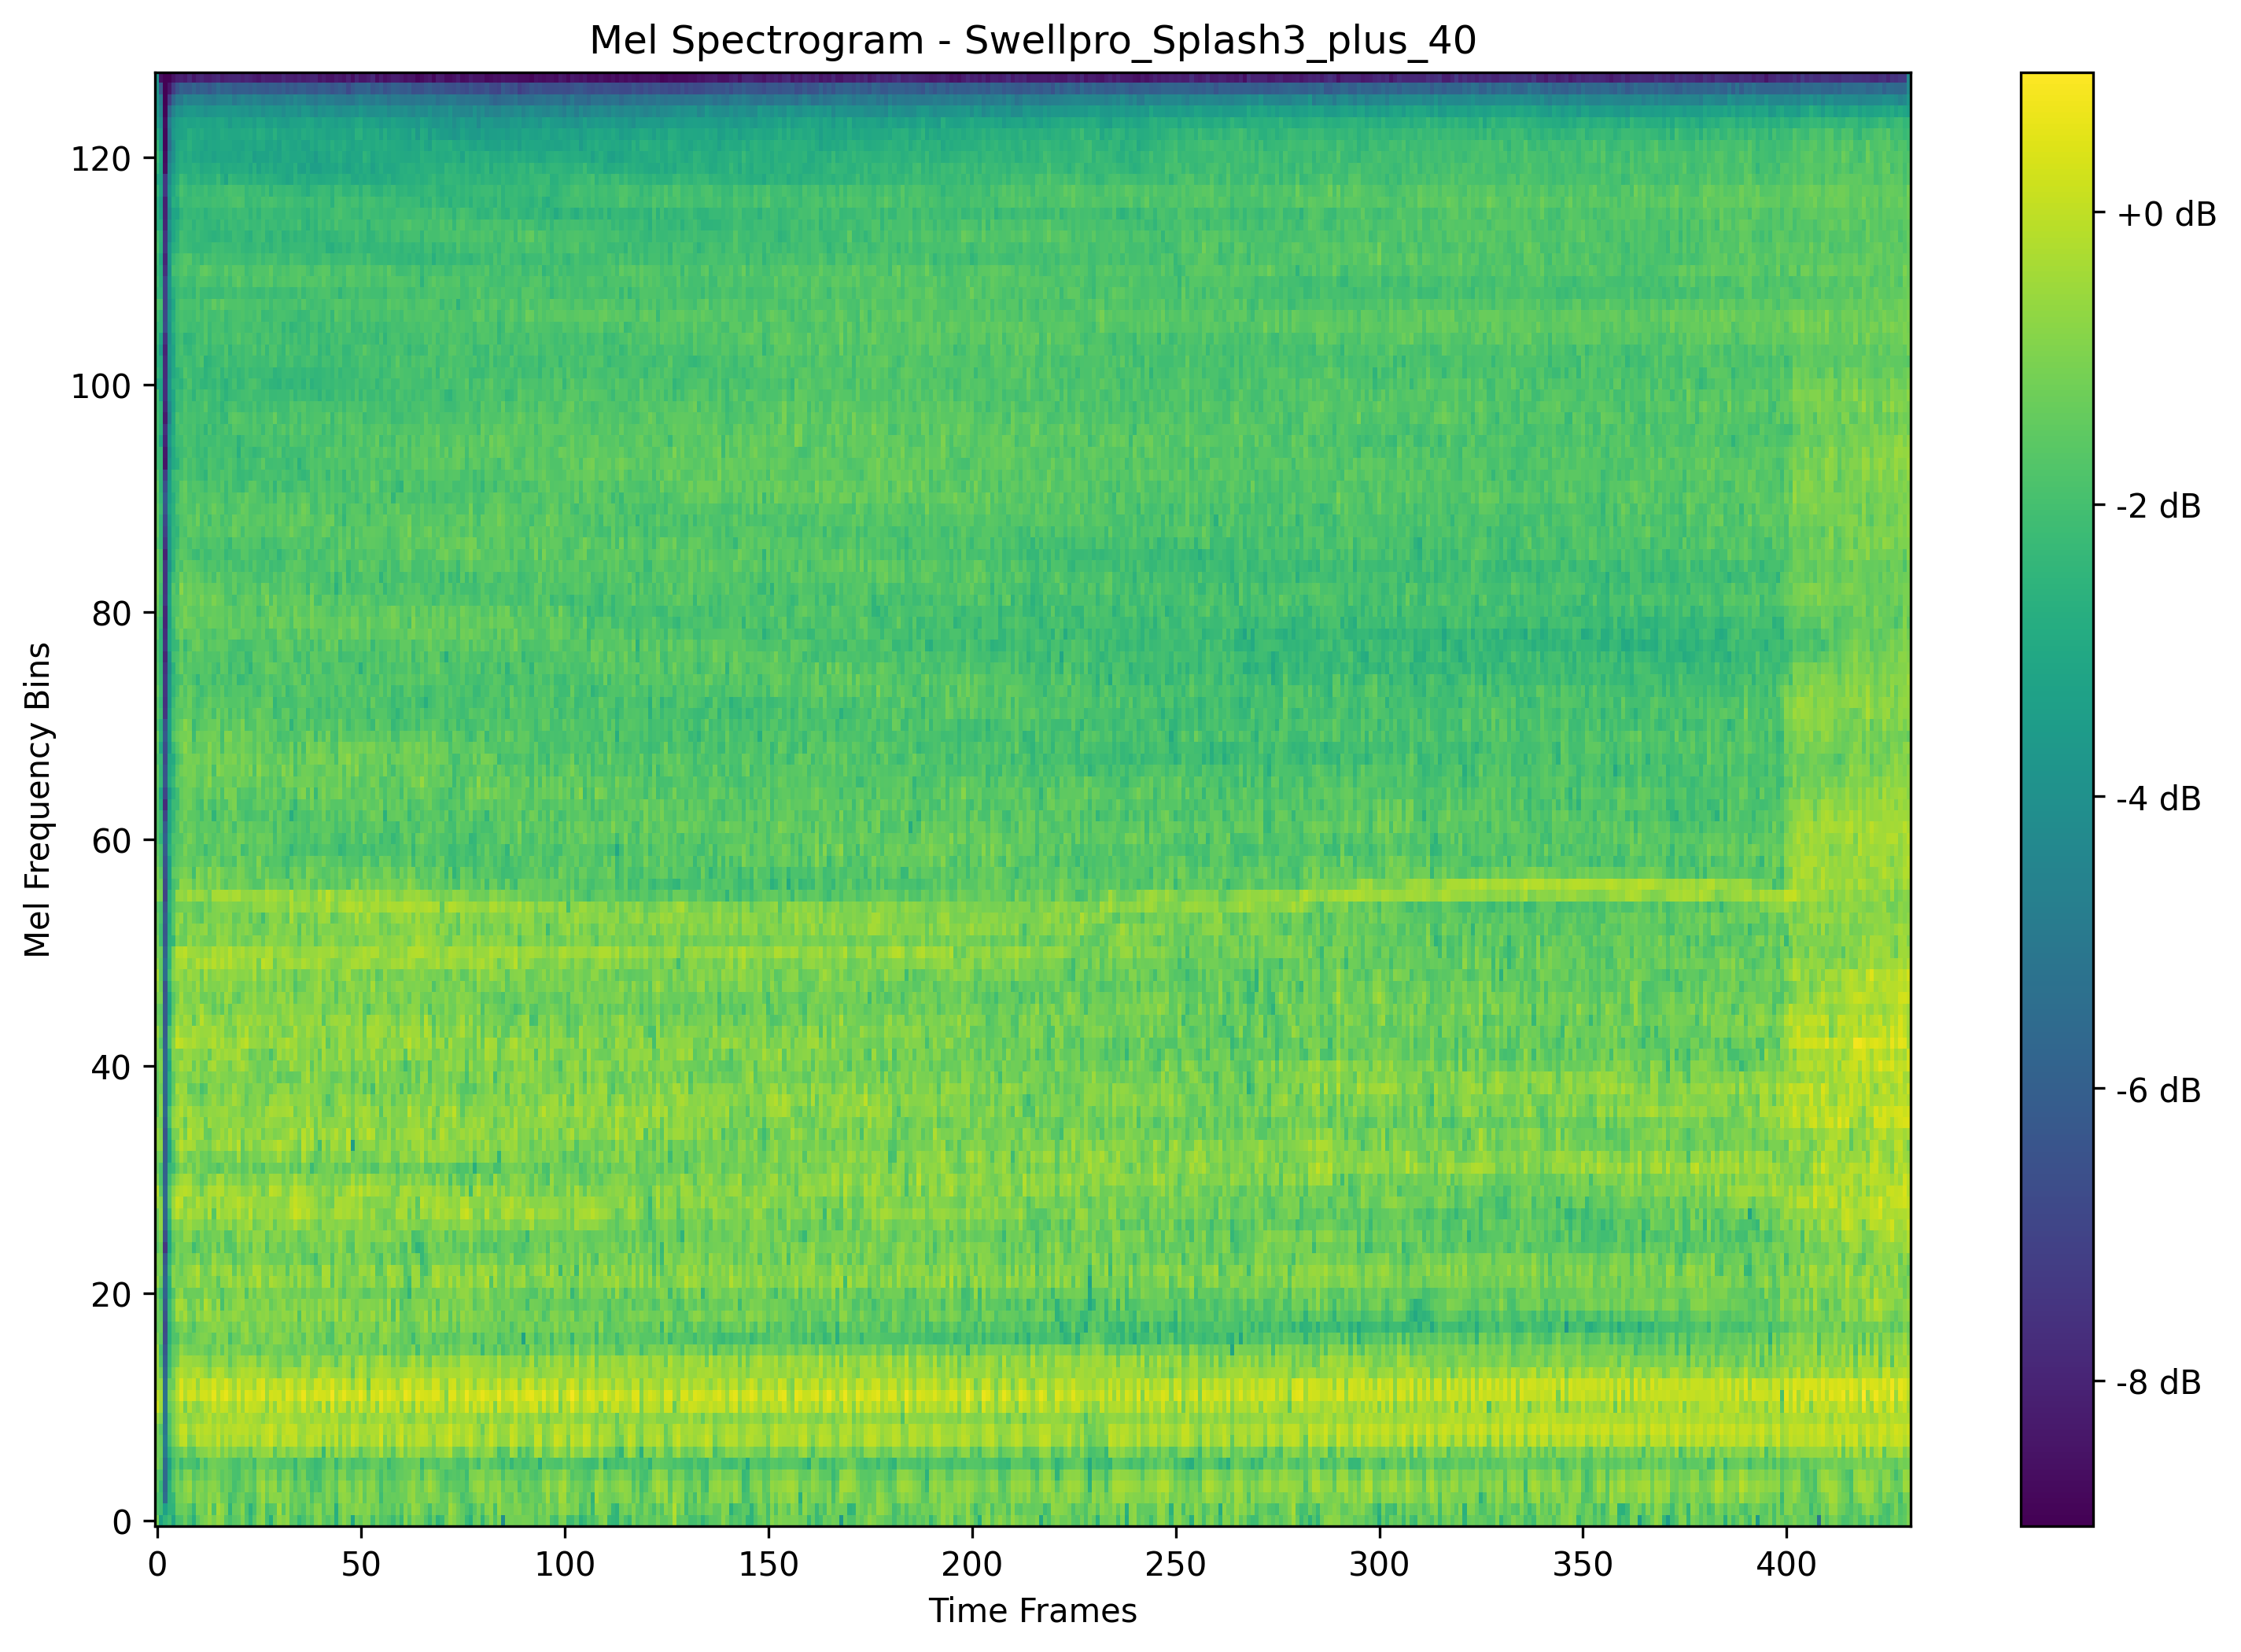 Mel Spectrogram - Swellpro_Splash3_plus_40
Mel Frequency Bins
120
100
80
60
40
20
0
0 50 100 150 200 250 300 350 400
Time Frames
+0 dB
-2 dB
-4 dB
-6 dB
-8 dB